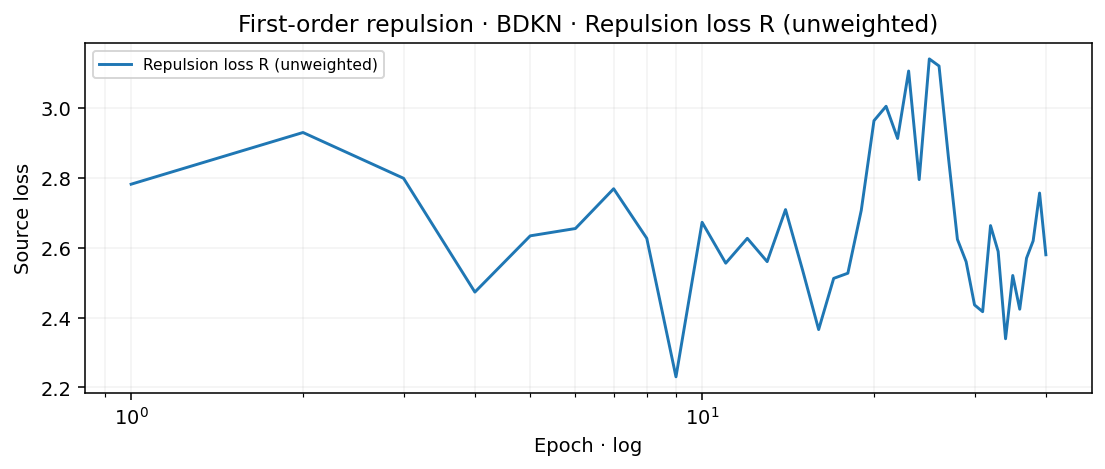 First-order repulsion · BDKN · Repulsion loss R (unweighted)
Repulsion loss R (unweighted)
Source loss
3.0
2.8
2.6
2.4
2.2
10⁰
10¹
Epoch · log